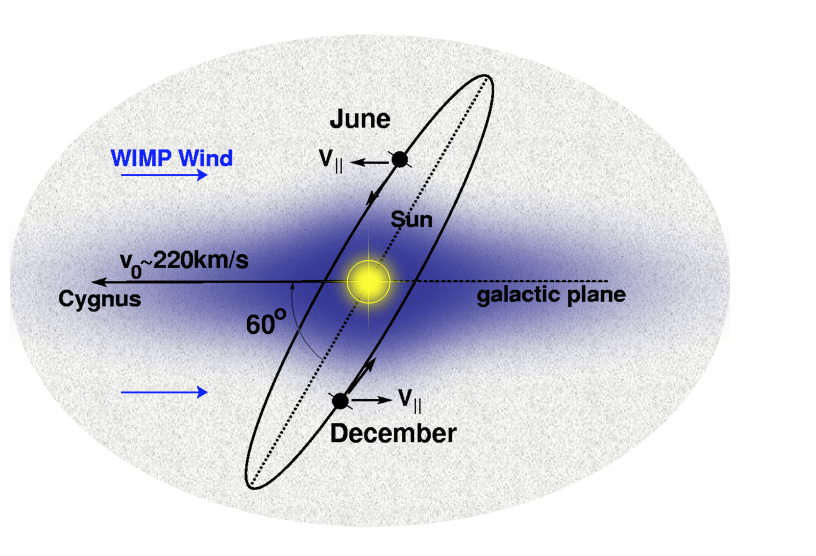 June
V||
WIMP Wind
Sun
v0~220km/s
Cygnus
galactic plane
60o
V||
December